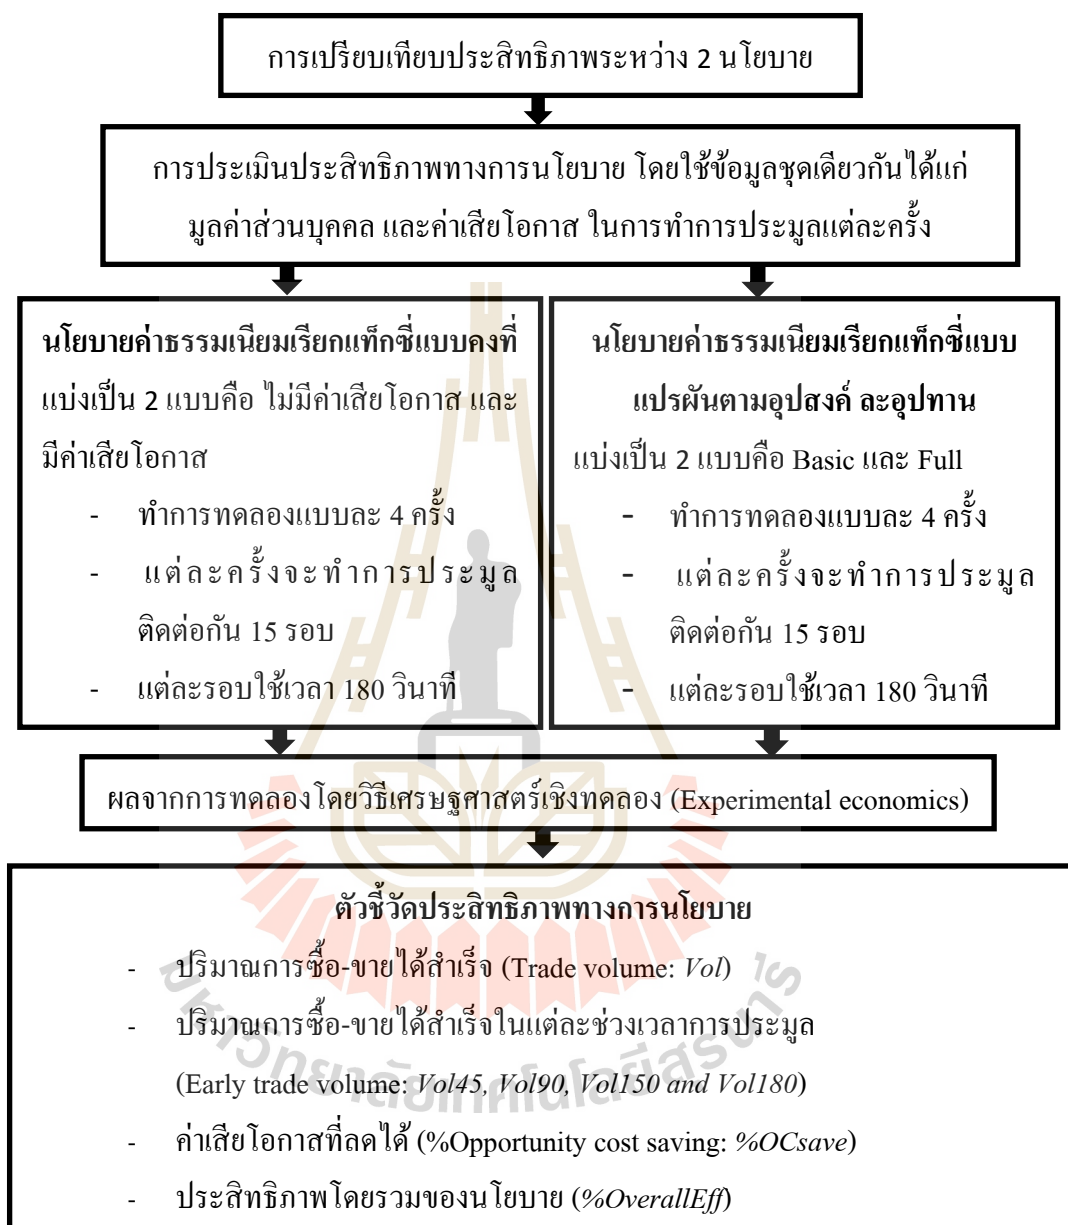 การเปรียบเทียบประสิทธิภาพระหว่าง 2 นโยบาย
การประเมินประสิทธิภาพทางการนโยบาย โดยใช้ข้อมูลชุดเดียวกันได้แก่
มูลค่าส่วนบุคคล และค่าเสียโอกาส ในการทำการประมูลแต่ละครั้ง
นโยบายค่าธรรมเนียมเรียกแท็กซี่แบบคงที่
แบ่งเป็น 2 แบบคือ ไม่มีค่าเสียโอกาส และ
มีค่าเสียโอกาส
- ทำการทดลองแบบละ 4 ครั้ง
- แต่ละครั้งจะทำการประมูล
ติดต่อกัน 15 รอบ
- แต่ละรอบใช้เวลา 180 วินาที
นโยบายค่าธรรมเนียมเรียกแท็กซี่แบบ
แปรผันตามอุปสงค์ ละอุปทาน
แบ่งเป็น 2 แบบคือ Basic และ Full
- ทำการทดลองแบบละ 4 ครั้ง
- แต่ละครั้งจะทำการประมูล
ติดต่อกัน 15 รอบ
- แต่ละรอบใช้เวลา 180 วินาที
ผลจากการทดลองโดยวิธีเศรษฐศาสตร์เชิงทดลอง (Experimental economics)
ตัวชี้วัดประสิทธิภาพทางการนโยบาย
- ปริมาณการซื้อ-ขายได้สำเร็จ (Trade volume: Vol)
- ปริมาณการซื้อ-ขายได้สำเร็จในแต่ละช่วงเวลาการประมูล
(Early trade volume: Vol45, Vol90, Vol150 and Vol180)
- ค่าเสียโอกาสที่ลดได้ (%Opportunity cost saving: %OCsave)
- ประสิทธิภาพโดยรวมของนโยบาย (%OverallEff)
มหาวิทยาลัยเทคโนโลยีสุรนารี